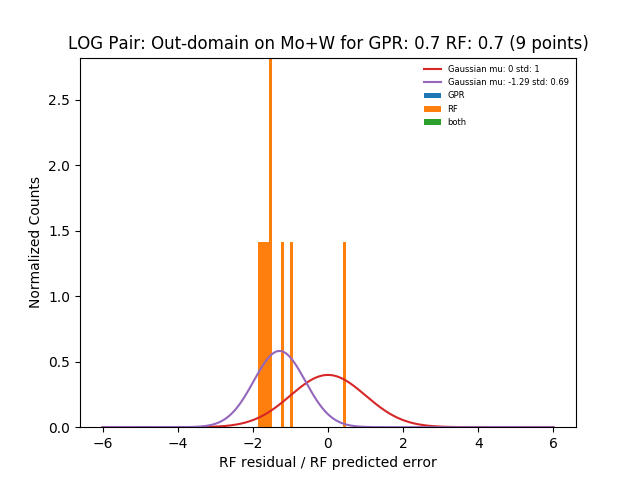 LOG Pair: Out-domain on Mo+W for GPR: 0.7 RF: 0.7 (9 points)
Gaussian mu: 0 std: 1
Gaussian mu: -1.29 std: 0.69
GPR
RF
both
Normalized Counts
2.5
2.0
1.5
1.0
0.5
0.0
−6 −4 −2 0 2 4 6
RF residual / RF predicted error